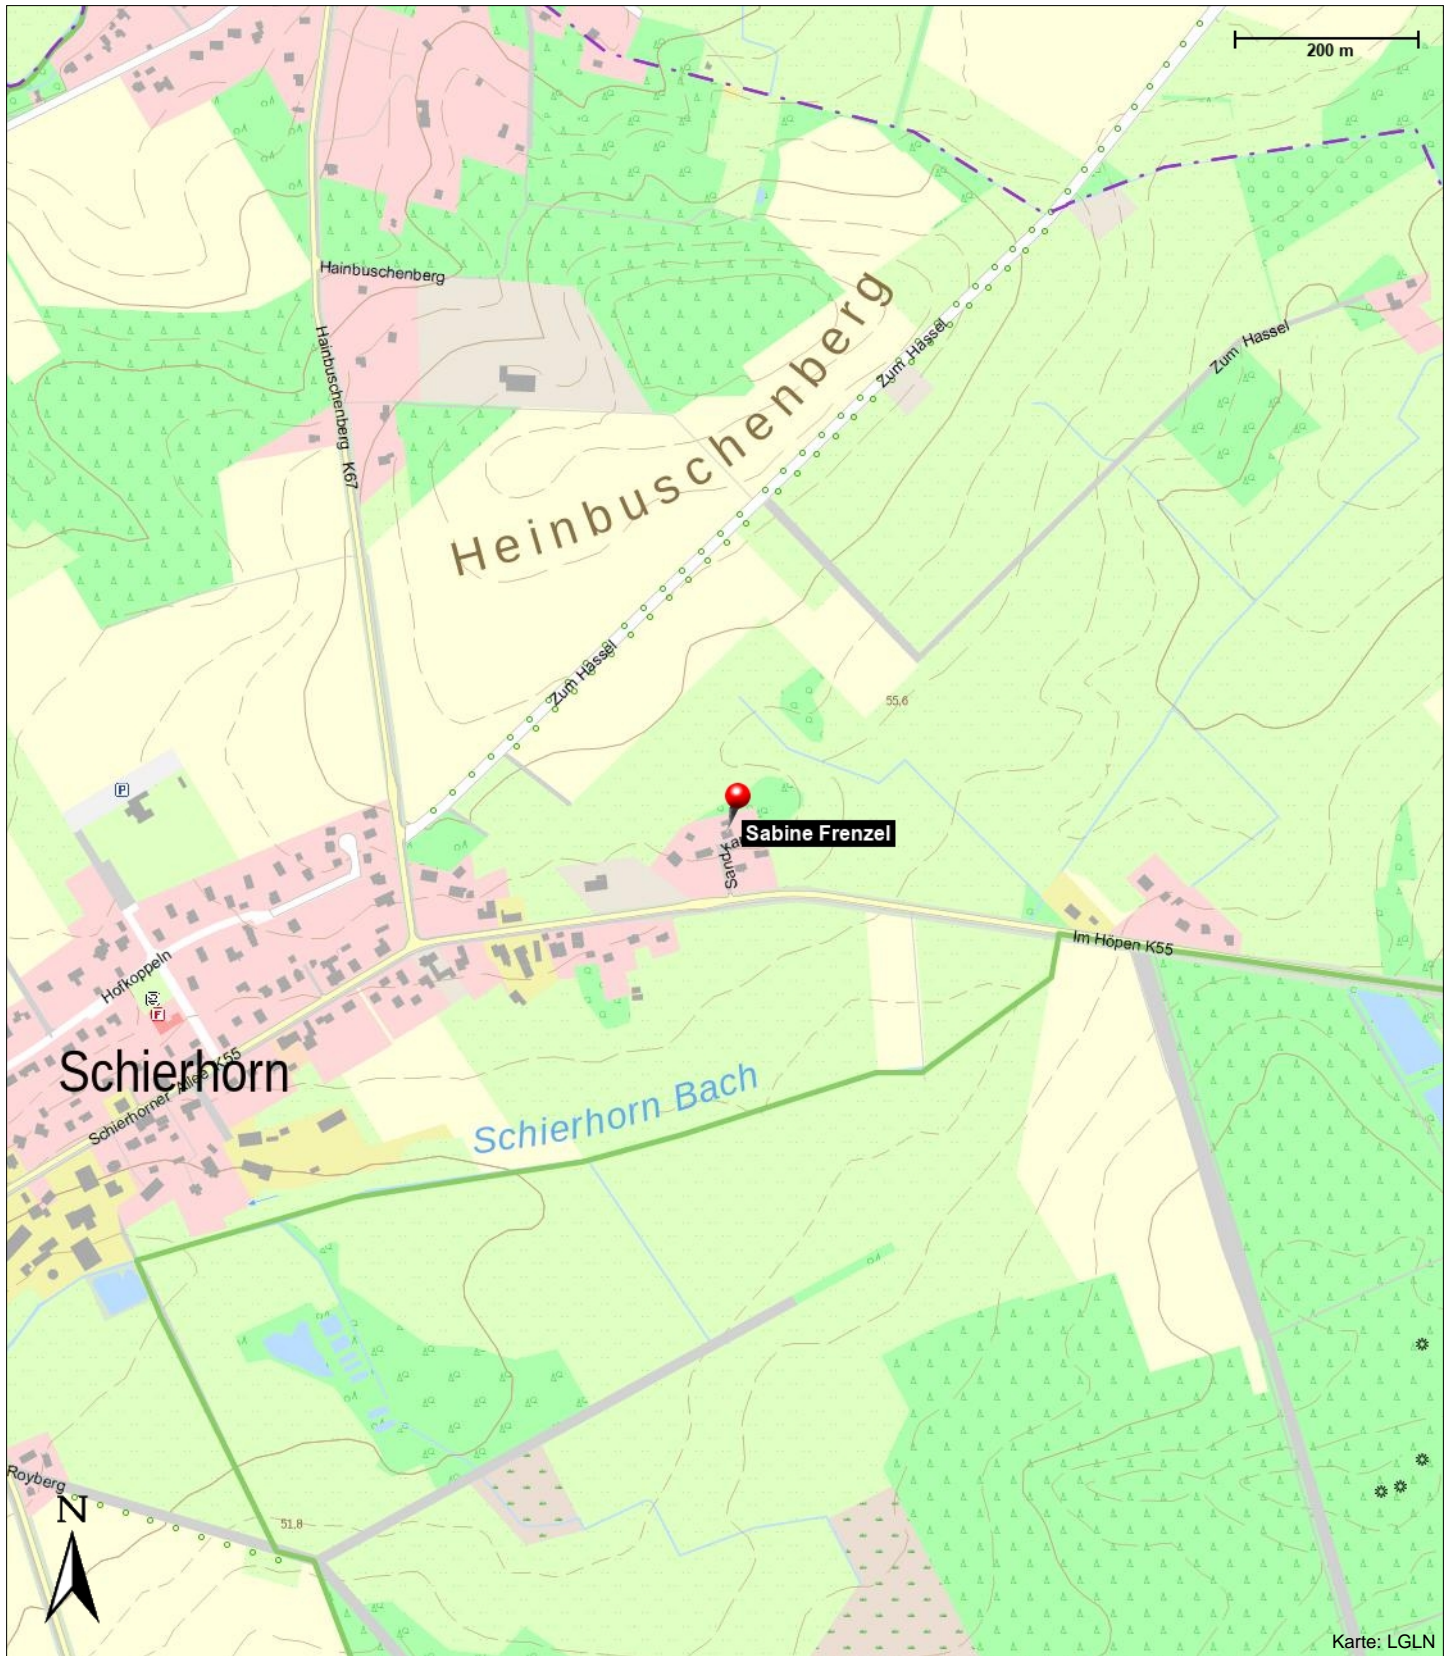 200 m
Hainbuschenberg
Hainbuschenberg K67
Heinbuschenberg
Zum Hassel
Zum Hassel
Zum Hassel
55,6
P
Sabine Frenzel
Im Höpen K55
Hofkoppeln
F
Schierhorn
Schierhorner Allee K55
Schierhorn Bach
Royberg
N
51,8
Karte: LGLN